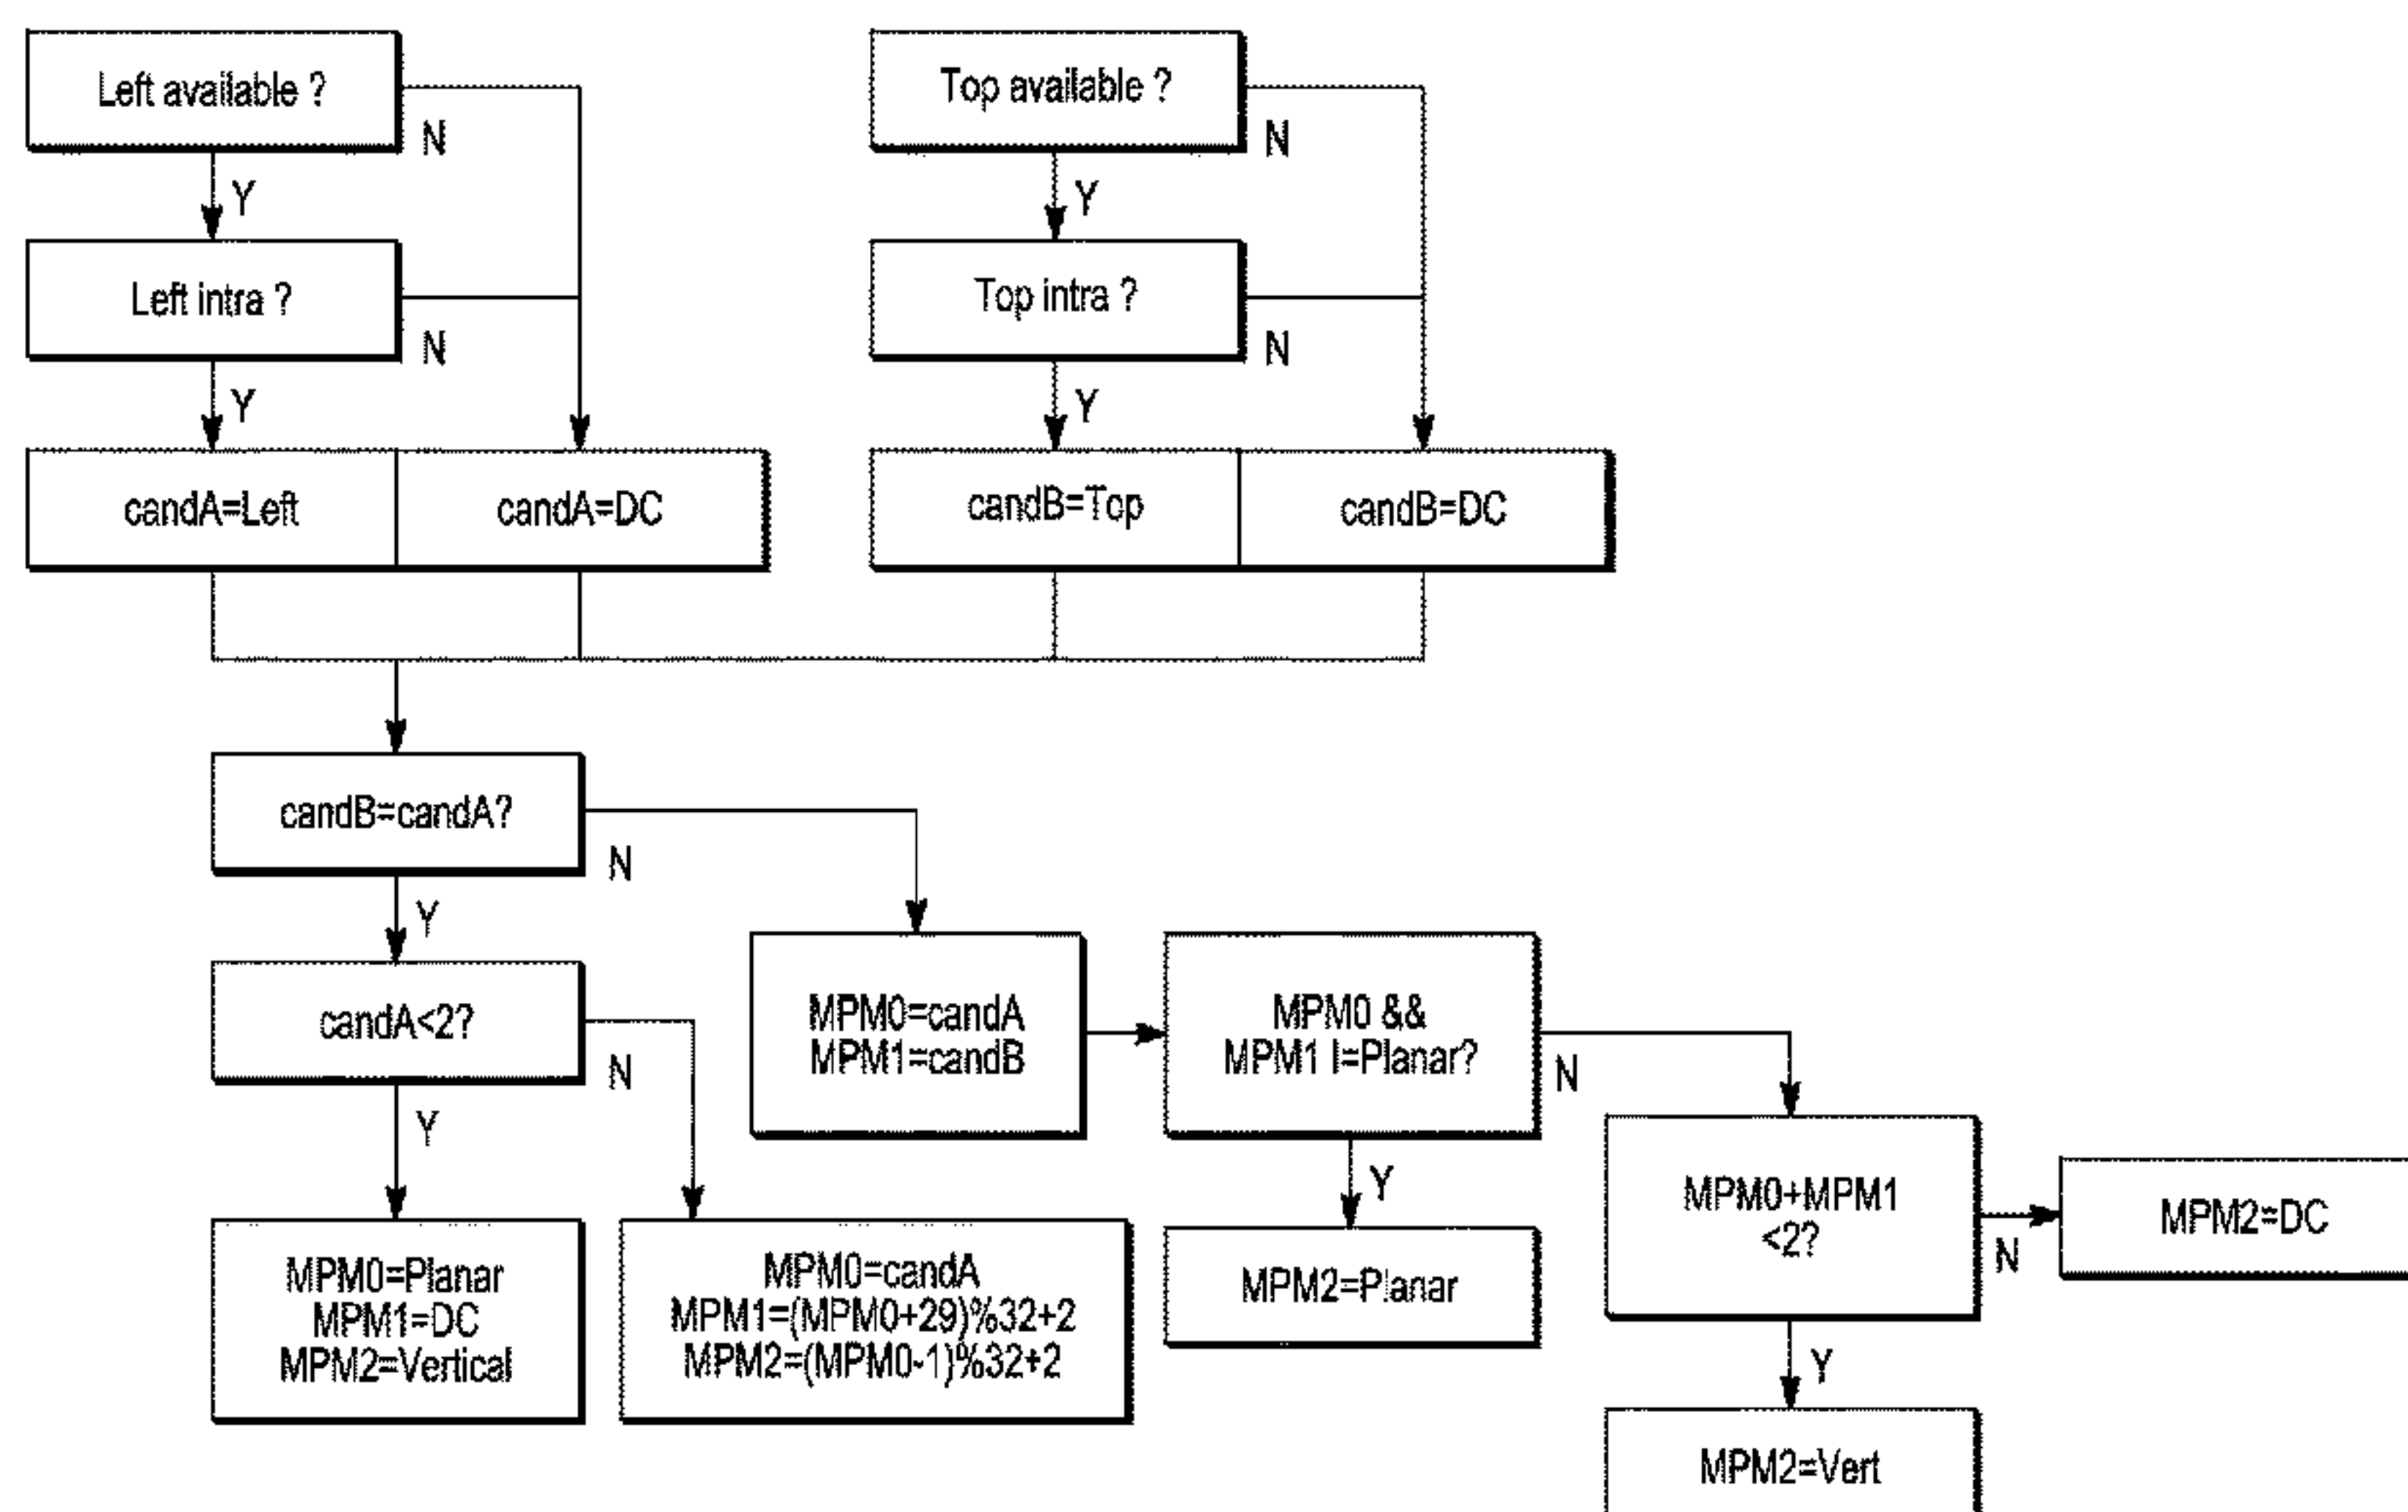 Left available ?
N
Y
Left intra ?
N
Y
candA=Left
candA=DC
Top available ?
N
Y
Top intra ?
N
Y
candB=Top
candB=DC
candB=candA?
N
Y
candA<2?
N
Y
MPM0=Planar
MPM1=DC
MPM2=Vertical
MPM0=candA
MPM1=(MPM0+29)%32+2
MPM2=(MPM0-1)%32+2
MPM0=candA
MPM1=candB
MPM0 &&
MPM1 I=Planar?
N
Y
MPM2=Planar
MPM0+MPM1
<2?
N
Y
MPM2=DC
MPM2=Vert